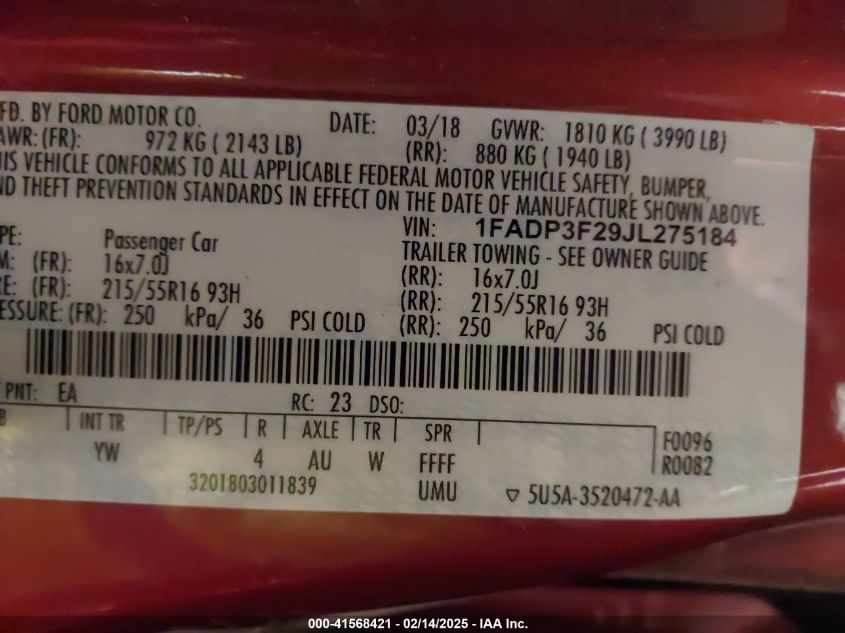 FD. BY FORD MOTOR CO. DATE: 03/18 GVWR: 1810 KG ( 3990 LB)
AWR: (FR): 972 KG ( 2143 LB) (RR): 880 KG ( 1940 LB)
IS VEHICLE CONFORMS TO ALL APPLICABLE FEDERAL MOTOR VEHICLE SAFETY, BUMPER,
ND THEFT PREVENTION STANDARDS IN EFFECT ON THE DATE OF MANUFACTURE SHOWN ABOVE.
VIN: 1FADP3F29JL275184
PE: Passenger Car TRAILER TOWING - SEE OWNER GUIDE
M: (FR): 16x7.0J (RR): 16x7.0J
RE: (FR): 215/55R16 93H (RR): 215/55R16 93H
ESSURE: (FR): 250 kPa/ 36 PSI COLD (RR): 250 kPa/ 36 PSI COLD
PNT: EA RC: 23 DSO:
B INT TR TP/PS R AXLE TR SPR F0096
YW 4 AU W FFFF R0082
3201803011839 UMU ▽ 5U5A-3520472-AA
000-41568421 - 02/14/2025 - IAA Inc.